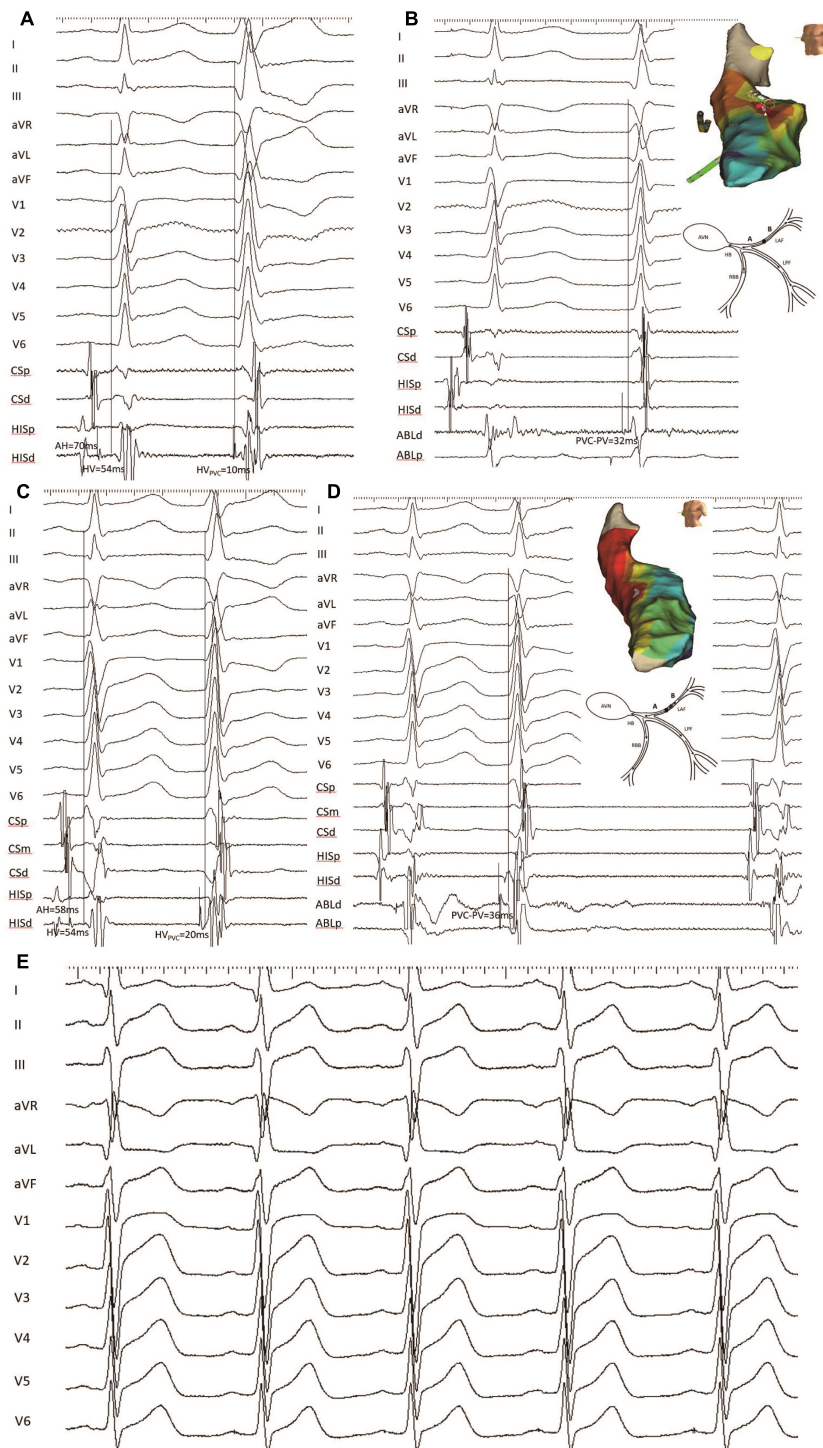 A
I
II
III
aVR
aVL
aVF
V1
V2
V3
V4
V5
V6
CSp
CSd
HISp
AH=70ms
HV=54ms
HVPVC=10ms
HISd
B
I
II
III
aVR
aVL
aVF
V1
V2
V3
V4
V5
V6
CSp
CSd
HISp
HISd
ABLd
PVC-PV=32ms
ABLp
AVN
A
B
HB
LAF
LPF
RBB
C
I
II
III
aVR
aVL
aVF
V1
V2
V3
V4
V5
V6
CSp
CSm
CSd
HISp
AH=58ms
HISd
HV=54ms
HVPVC=20ms
D
I
II
III
aVR
aVL
aVF
V1
V2
V3
V4
V5
V6
CSp
CSm
CSd
HISp
HISd
ABLd
PVC-PV=36ms
ABLp
AVN
A
B
HB
LAF
LPF
RBB
E
I
II
III
aVR
aVL
aVF
V1
V2
V3
V4
V5
V6